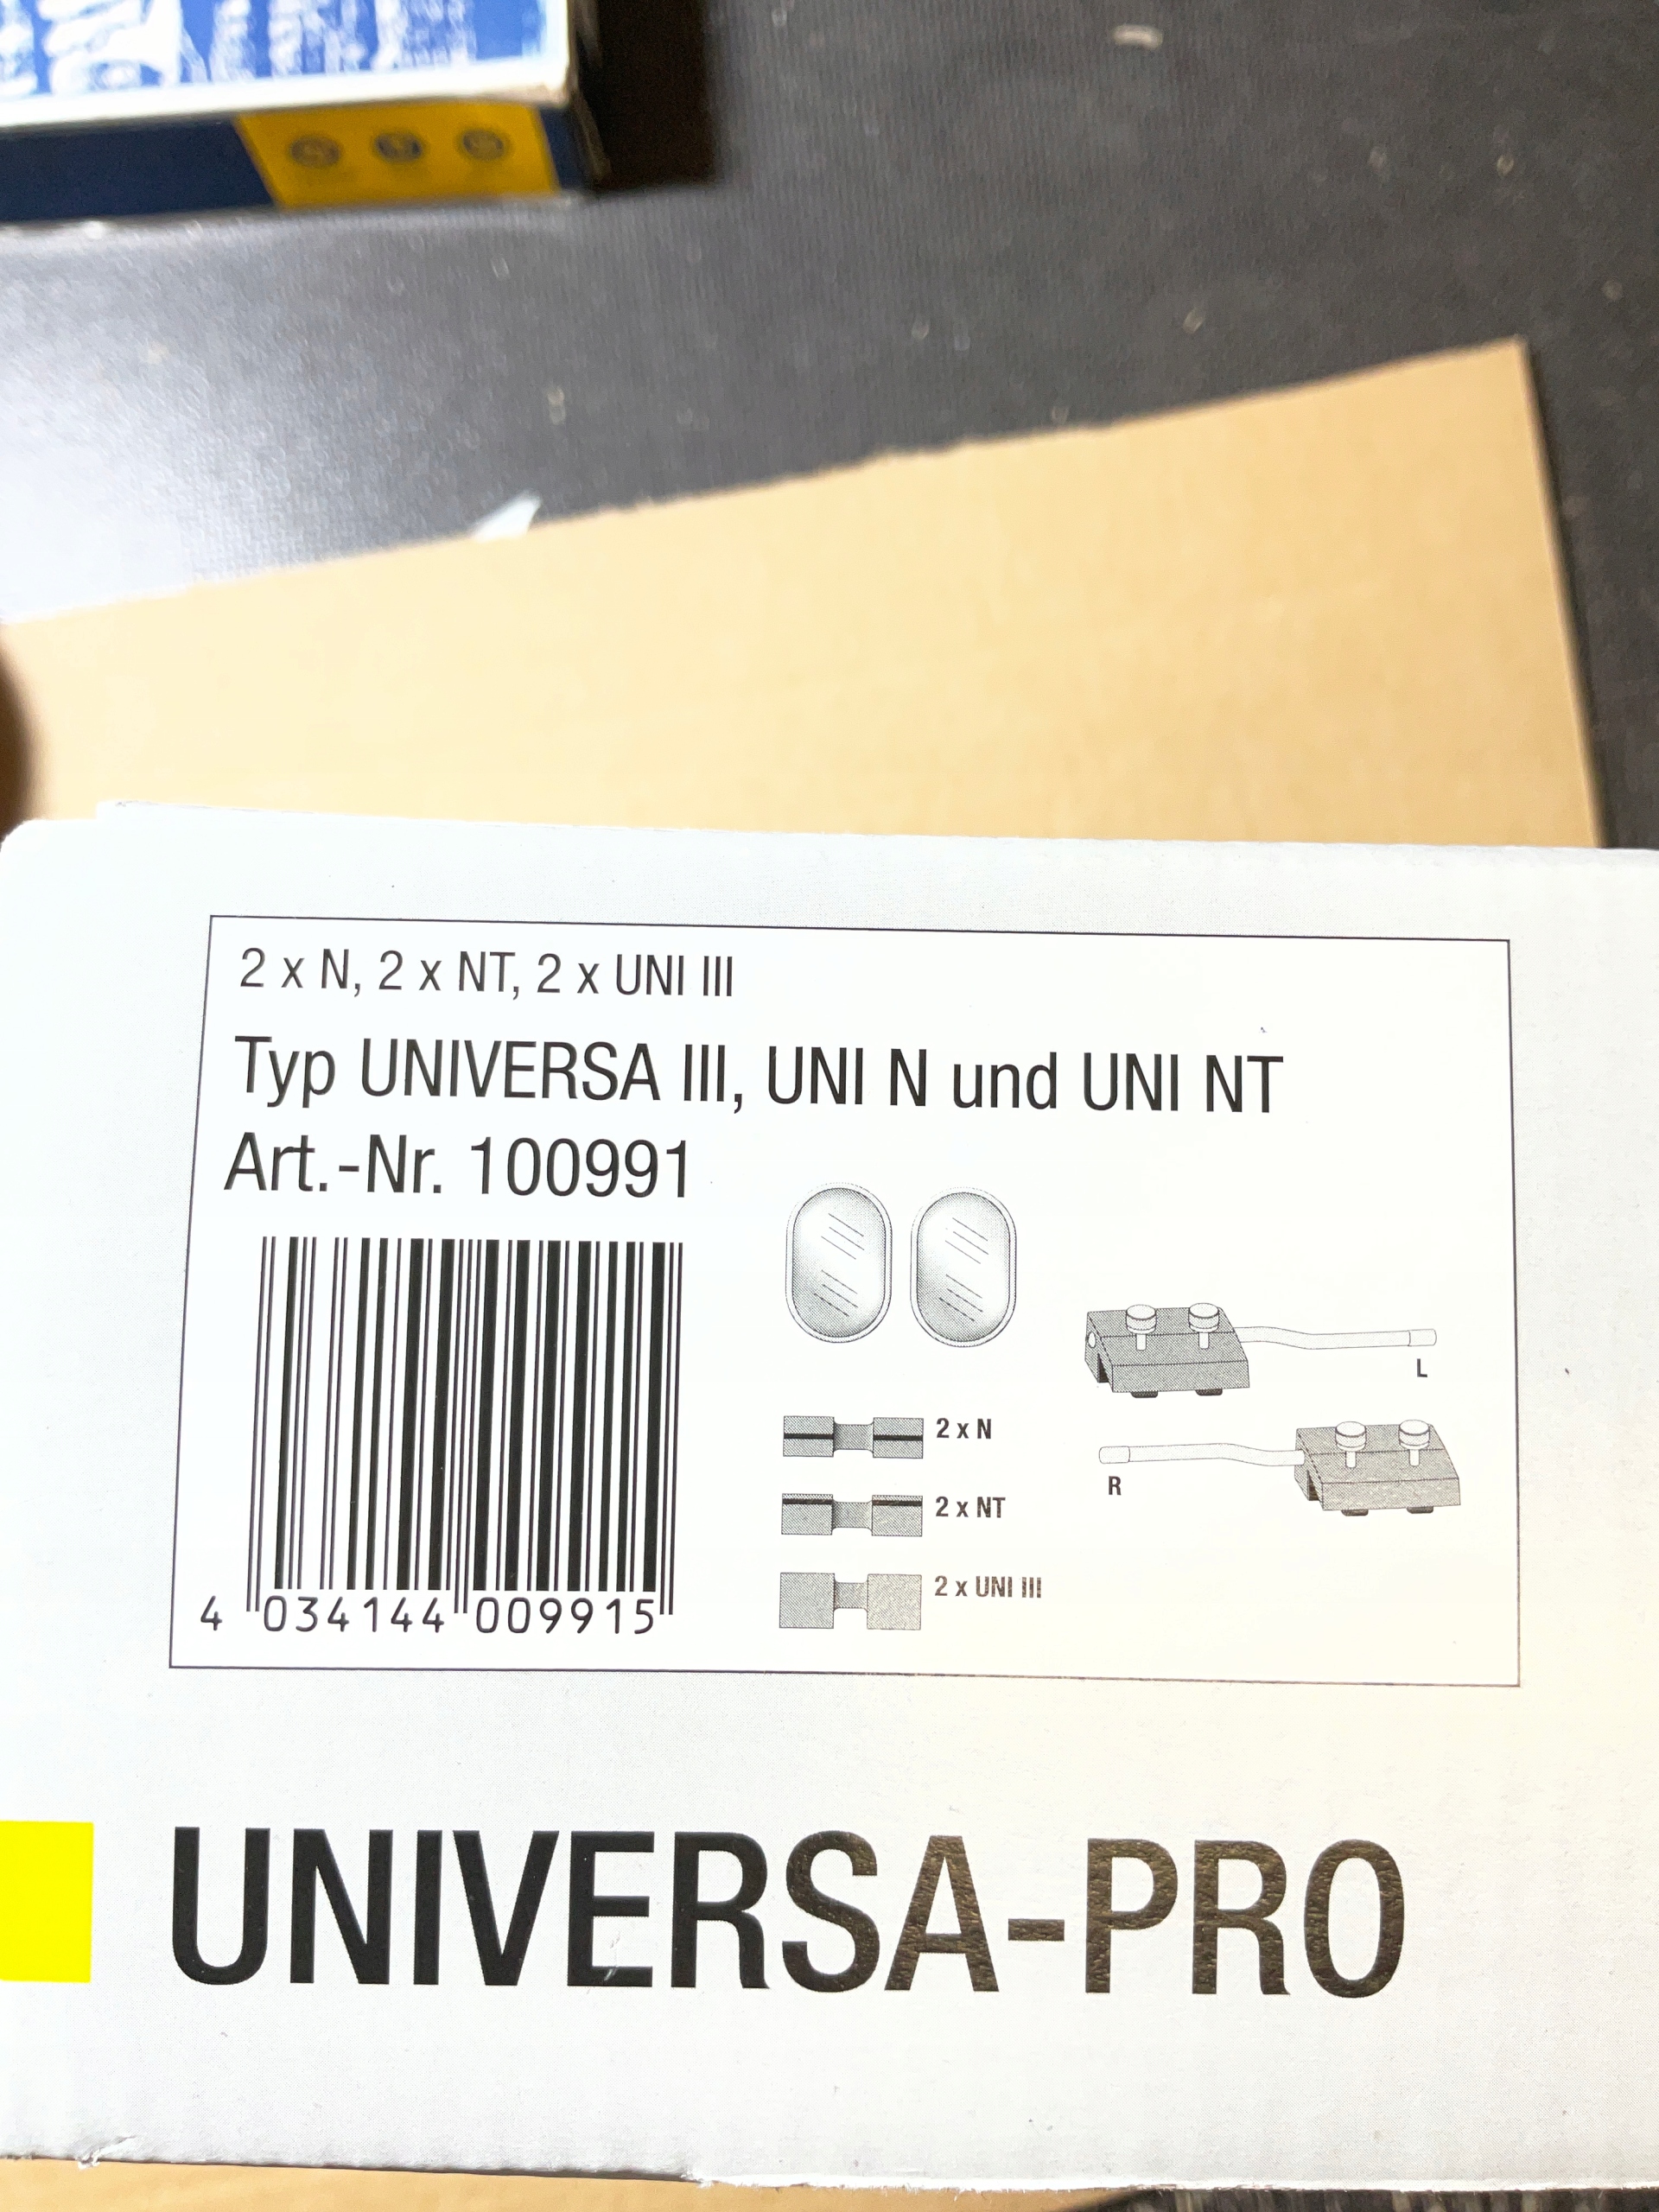 2 x N, 2 x NT, 2 x UNI III
Typ UNIVERSA III, UNI N und UNI NT
Art.-Nr. 100991
L
2 x N
R
2 x NT
2 x UNI III
4 034144 009915
UNIVERSA-PRO